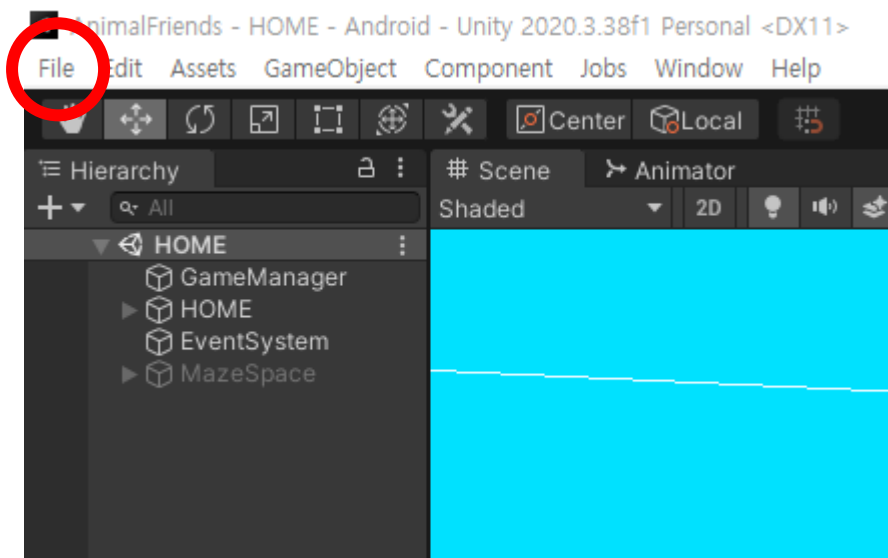 AnimalFriends - HOME - Android - Unity 2020.3.38f1 Personal <DX11>
File Edit Assets GameObject Component Jobs Window Help
Center Local
Hierarchy
# Scene Animator
All
Shaded 2D
HOME
GameManager
HOME
EventSystem
MazeSpace